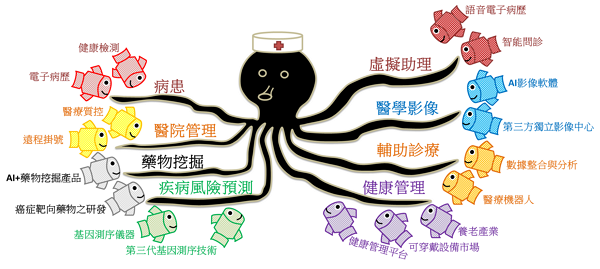 語音電子病歷
智能問診
虛擬助理
健康檢測
電子病歷
病患
AI影像軟體
醫學影像
第三方獨立影像中心
醫療質控
醫院管理
遠程掛號
輔助診療
數據整合與分析
藥物挖掘
AI+藥物挖掘產品
疾病風險預測
健康管理
醫療機器人
癌症靶向藥物之研發
基因測序儀器
第三代基因測序技術
養老產業
可穿戴設備市場
健康管理平台